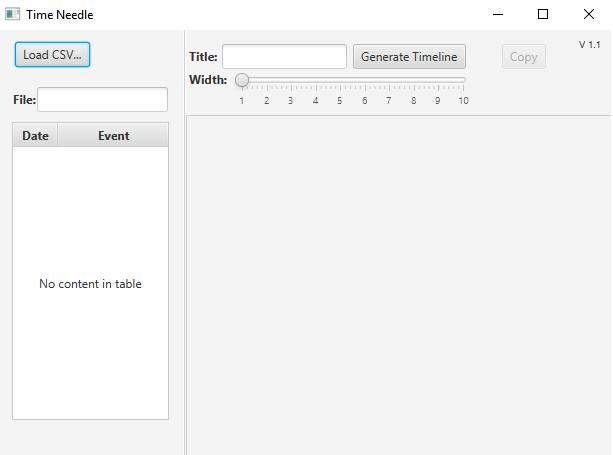 Time Needle
Load CSV...
File:
Date Event
No content in table
Title: Generate Timeline Copy V 1.1
Width:
1 2 3 4 5 6 7 8 9 10